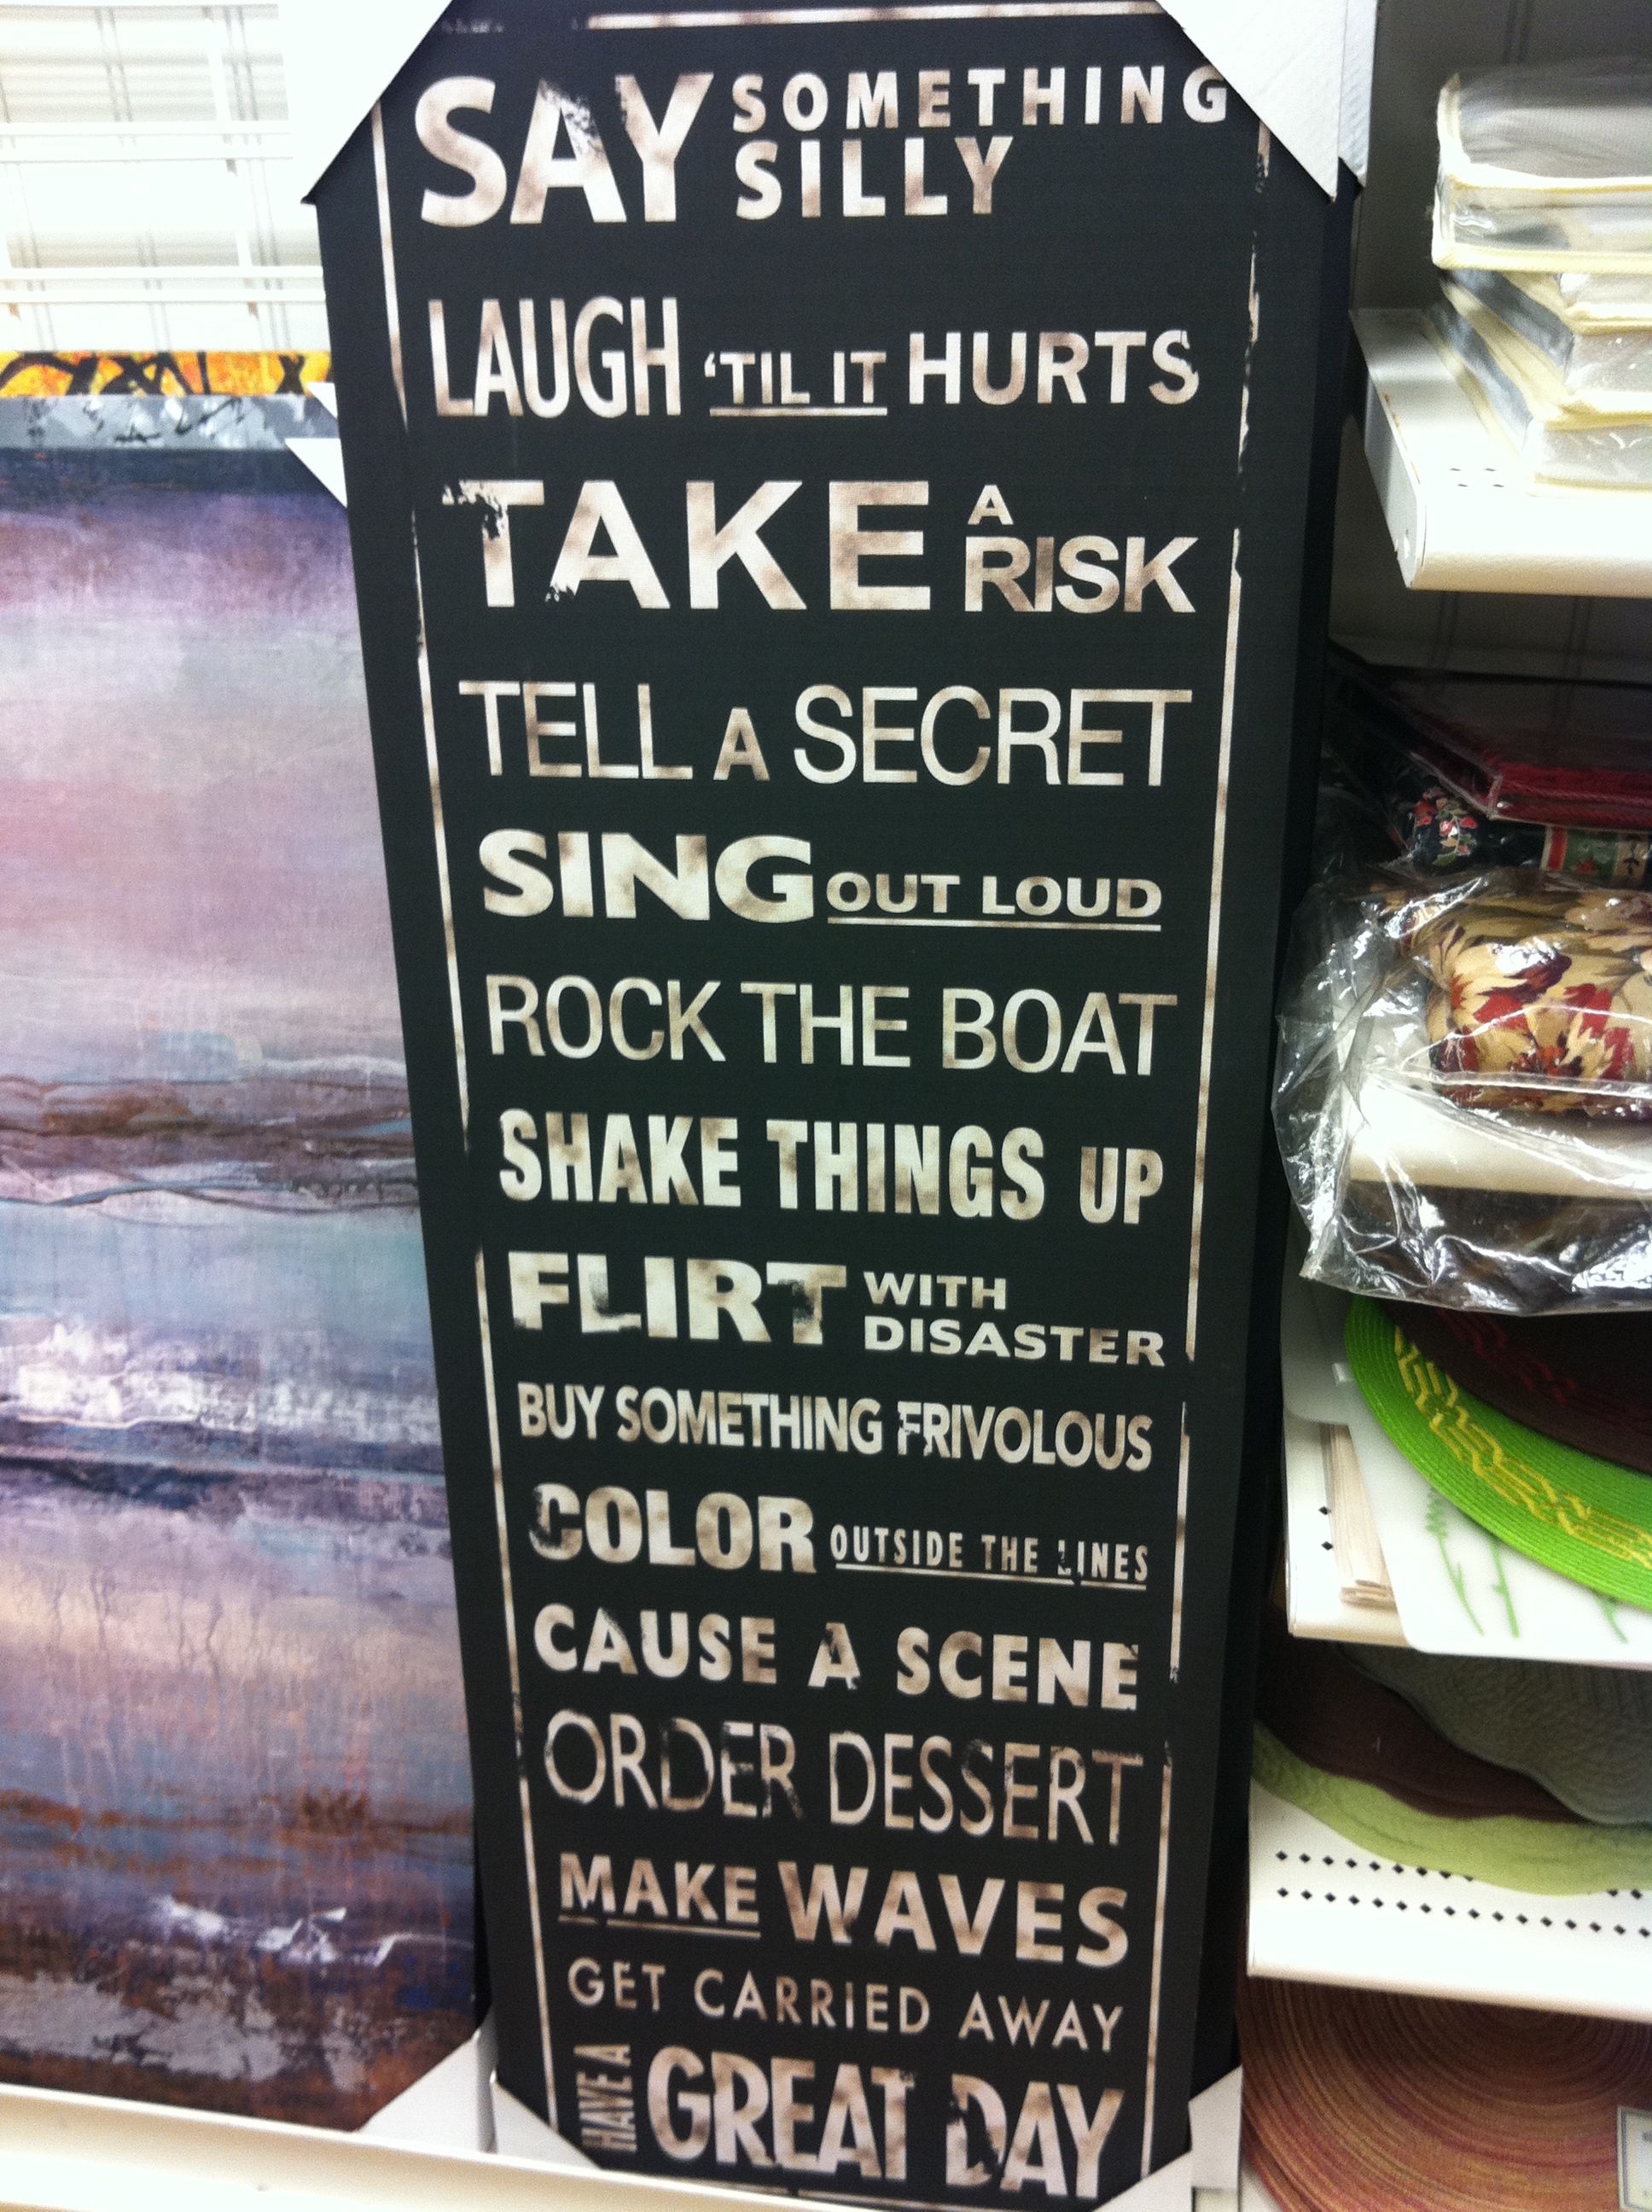 SAY SOMETHING
SILLY
LAUGH 'TIL IT HURTS
TAKE A
RISK
TELL A SECRET
SING OUT LOUD
ROCK THE BOAT
SHAKE THINGS UP
FLIRT WITH
DISASTER
BUY SOMETHING FRIVOLOUS
COLOR OUTSIDE THE LINES
CAUSE A SCENE
ORDER DESSERT
MAKE WAVES
GET CARRIED AWAY
HAVE A GREAT DAY